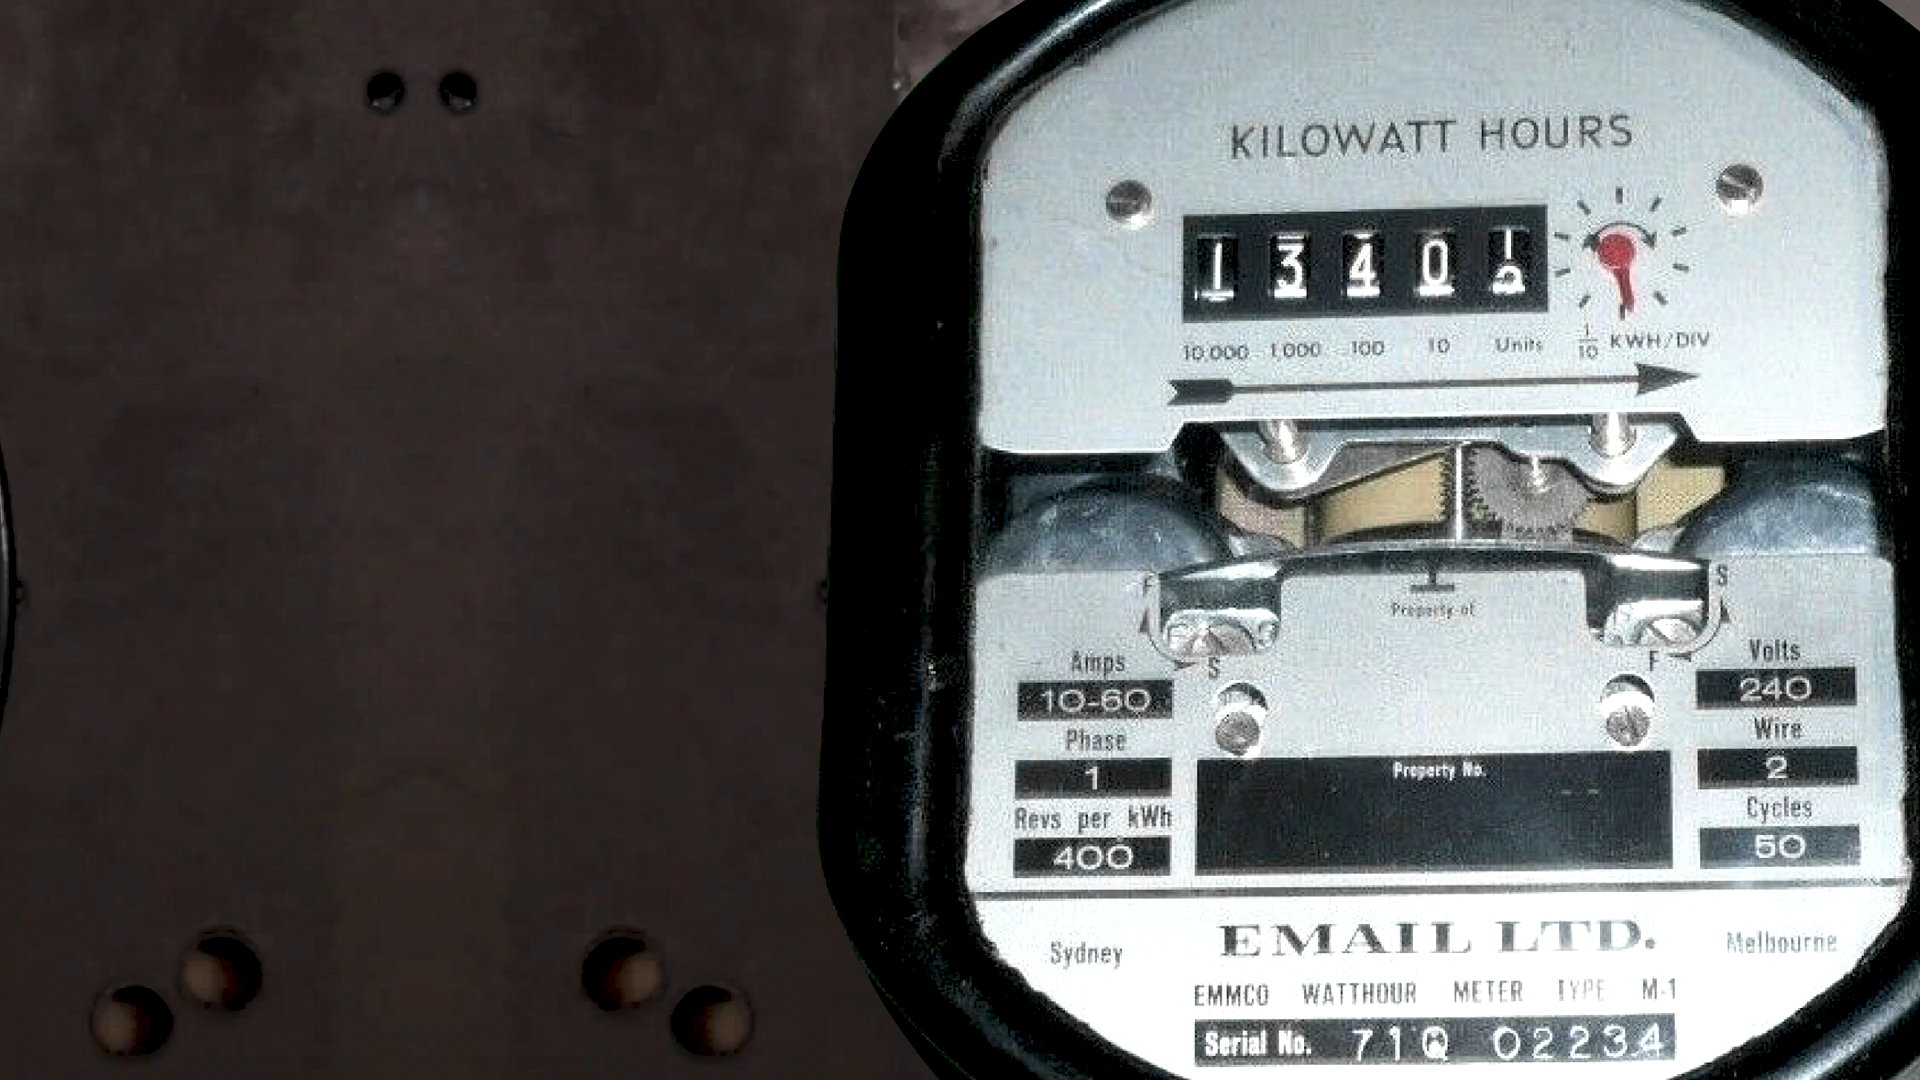 KILOWATT HOURS
1 3 4 0 1
2
10,000 1,000 100 10 Units 1/10 KWH/DIV
F S
Property of
S F
Amps
10-60
Phase
1
Revs per kWh
400
Volts
240
Wire
2
Cycles
50
Property No.
Sydney EMAIL LTD. Melbourne
EMMCO WATTHOUR METER TYPE M-1
Serial No. 71Q 02234